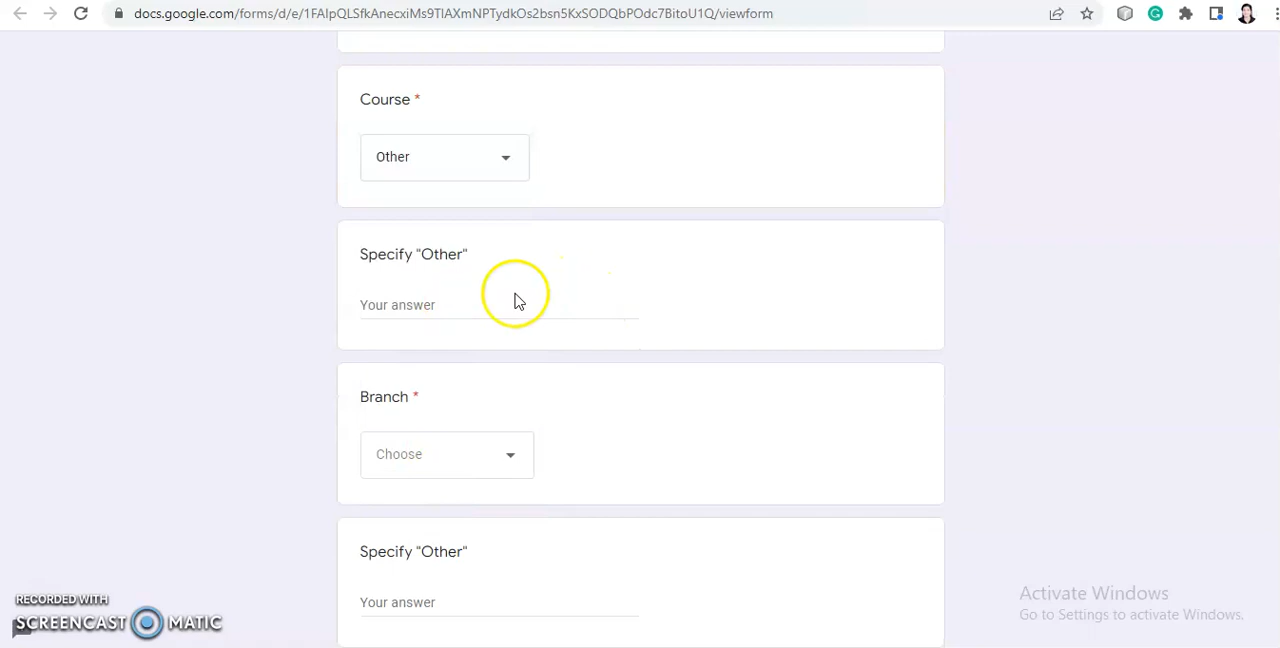 docs.google.com/forms/d/e/1FAIpQLSfkAnecxiMs9TlAXmNPTydkOs2bsn5KxSODQbPOdc7BitoU1Q/viewform
Course *
Other
Specify "Other"
Your answer
Branch *
Choose
Specify "Other"
Your answer
RECORDED WITH
SCREENCAST MATIC
Activate Windows
Go to Settings to activate Windows.